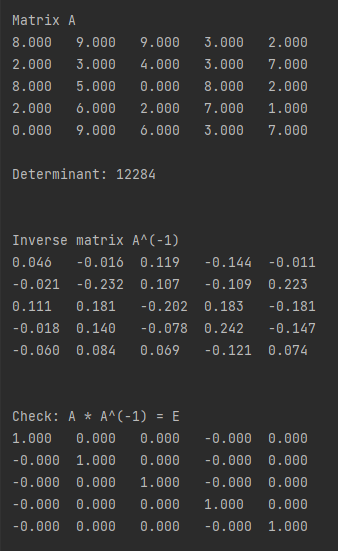 Matrix A
8.000 9.000 9.000 3.000 2.000
2.000 3.000 4.000 3.000 7.000
8.000 5.000 0.000 8.000 2.000
2.000 6.000 2.000 7.000 1.000
0.000 9.000 6.000 3.000 7.000
Determinant: 12284
Inverse matrix A^(-1)
0.046 -0.016 0.119 -0.144 -0.011
-0.021 -0.232 0.107 -0.109 0.223
0.111 0.181 -0.202 0.183 -0.181
-0.018 0.140 -0.078 0.242 -0.147
-0.060 0.084 0.069 -0.121 0.074
Check: A * A^(-1) = E
1.000 0.000 0.000 -0.000 0.000
-0.000 1.000 0.000 -0.000 0.000
-0.000 0.000 1.000 -0.000 0.000
-0.000 0.000 0.000 1.000 0.000
-0.000 0.000 0.000 -0.000 1.000